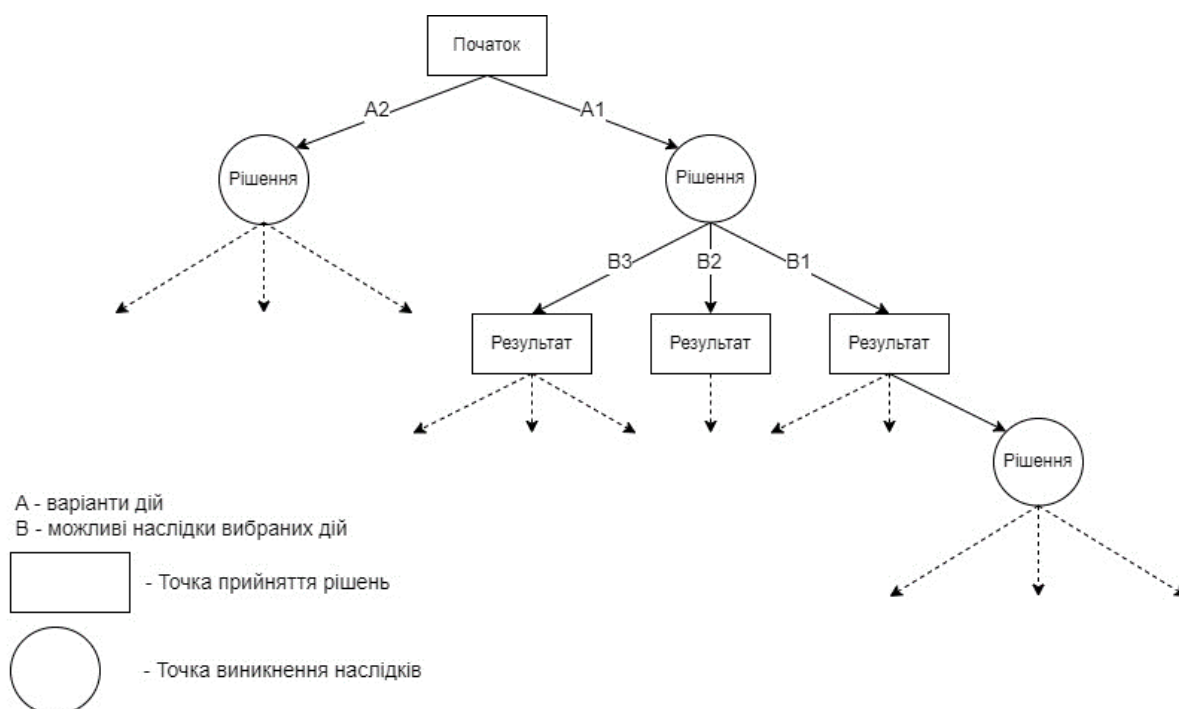 Початок
A2
A1
Рішення
Рішення
B3
B2
B1
Результат
Результат
Результат
Рішення
A - варіанти дій
B - можливі наслідки вибраних дій
- Точка прийняття рішень
- Точка виникнення наслідків